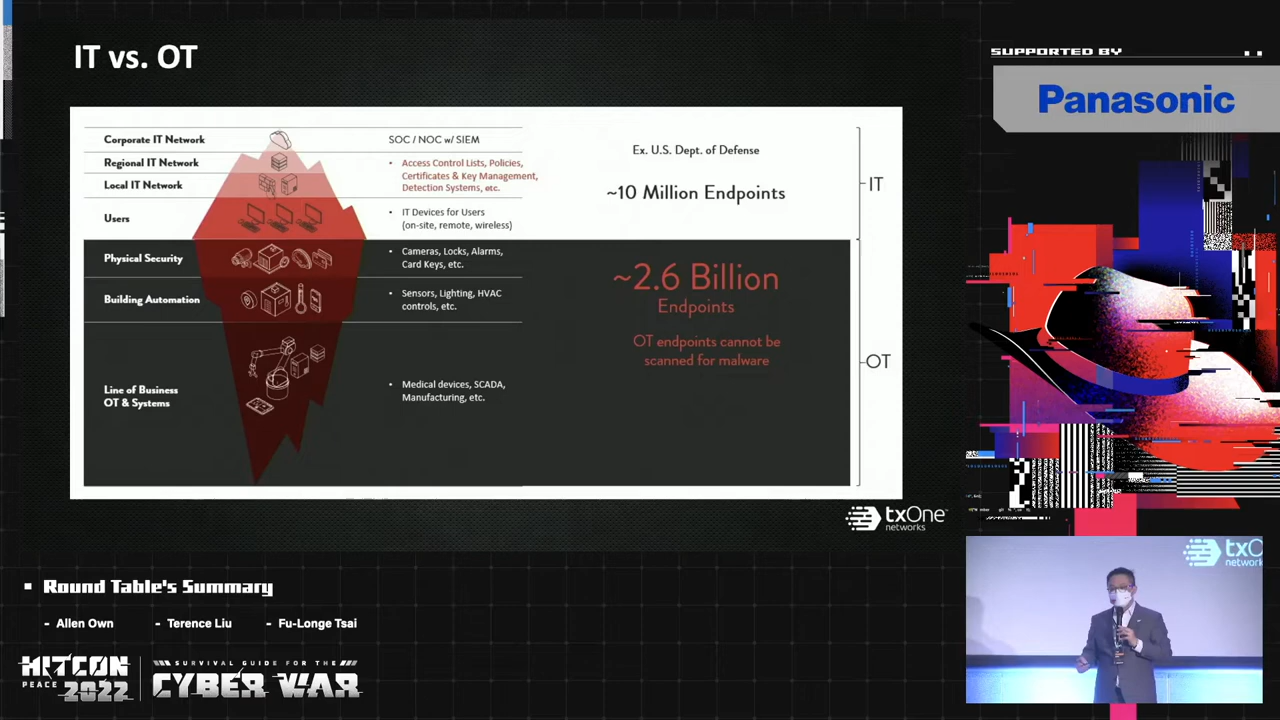 IT vs. OT
SUPPORTED BY
Panasonic
Corporate IT Network
SOC / NOC w/ SIEM
Regional IT Network
• Access Control Lists, Policies,
Certificates & Key Management,
Detection Systems, etc.
Local IT Network
Users
• IT Devices for Users
(on-site, remote, wireless)
Ex. U.S. Dept. of Defense
~10 Million Endpoints
IT
Physical Security
• Cameras, Locks, Alarms,
Card Keys, etc.
Building Automation
• Sensors, Lighting, HVAC
controls, etc.
Line of Business
OT & Systems
• Medical devices, SCADA,
Manufacturing, etc.
~2.6 Billion
Endpoints
OT endpoints cannot be
scanned for malware
OT
txOne
networks
Round Table's Summary
- Allen Own
- Terence Liu
- Fu-Longe Tsai
HITCON
PEACE 2022
SURVIVAL GUIDE FOR THE
CYBER WAR